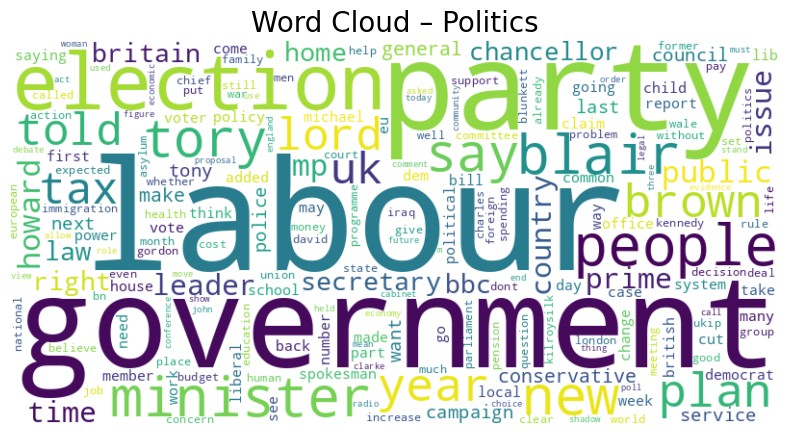 Word Cloud – Politics
saying
britain
come
family
home
woman
help
asked
general
chancellor
council
former
must
lib
election
party
called
act
used
economic
put
chief
men
war
still
use
today
support
blunkett
going
already
child
report
pay
order
issue
told
tory
lord
action
voter
policy
michael
eu
say
blair
claim
last
politics
wale
without
figure
england
community
well
committee
problem
set
stand
debate
proposal
howard
first
expected
asylum
tony
added
court
mp
uk
dem
bill
common
public
tax
whether
police
labour
comment
legal
three
evidence
european
immigration
make
health
think
may
iraq
programme
political
charles
foreign
spending
country
way
brown
office
kennedy
life
next
law
power
month
vote
gordon
cost
money
david
give
future
people
rule
allow
role
view
right
even
move
house
leader
union
state
secretary
bbc
dont
end
day
prime
decision
deal
case
system
take
bn
school
government
national
show
john
held
cabinet
economy
need
conference
education
number
made
part
want
go
parliament
pension
question
kilroysilk
london
thing
change
ukip
call
cut
british
meeting
many
group
good
believe
place
liberal
back
mean
clarke
spokesman
much
conservative
poll
democrat
member
work
budget
human
job
minister
year
local
new
plan
time
concern
see
radio
increase
choice
campaign
clear
shadow
week
world
service